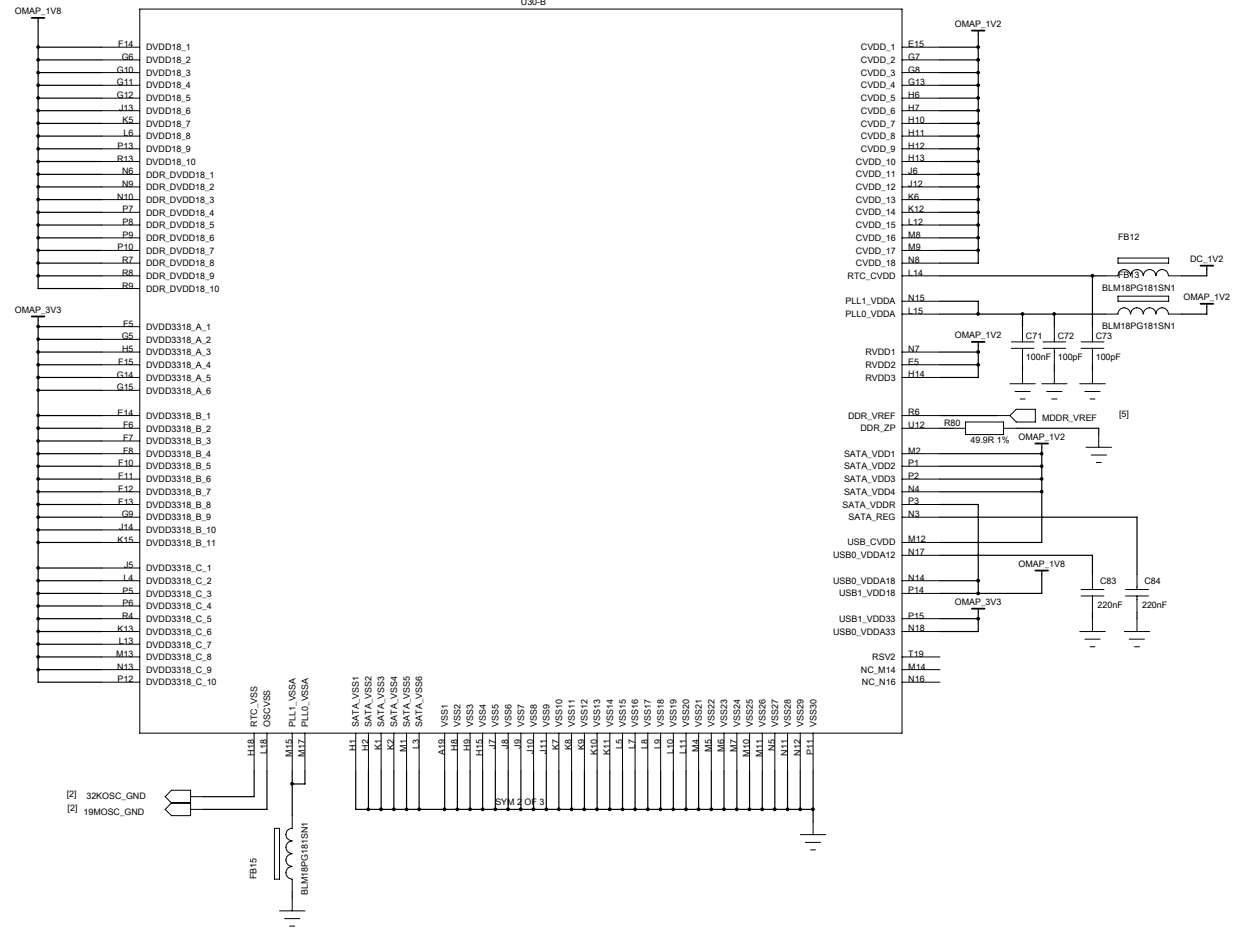 U30-B
OMAP_1V8
F14 DVDD18_1
G6 DVDD18_2
G10 DVDD18_3
G11 DVDD18_4
G12 DVDD18_5
J13 DVDD18_6
K5 DVDD18_7
L6 DVDD18_8
P13 DVDD18_9
R13 DVDD18_10
N6 DDR_DVDD18_1
N9 DDR_DVDD18_2
N10 DDR_DVDD18_3
P7 DDR_DVDD18_4
P8 DDR_DVDD18_5
P9 DDR_DVDD18_6
P10 DDR_DVDD18_7
R7 DDR_DVDD18_8
R8 DDR_DVDD18_9
R9 DDR_DVDD18_10
OMAP_3V3
F5 DVDD3318_A_1
G5 DVDD3318_A_2
H5 DVDD3318_A_3
F15 DVDD3318_A_4
G14 DVDD3318_A_5
G15 DVDD3318_A_6
E14 DVDD3318_B_1
F6 DVDD3318_B_2
F7 DVDD3318_B_3
F8 DVDD3318_B_4
F10 DVDD3318_B_5
F11 DVDD3318_B_6
F12 DVDD3318_B_7
F13 DVDD3318_B_8
G9 DVDD3318_B_9
J14 DVDD3318_B_10
K15 DVDD3318_B_11
J5 DVDD3318_C_1
L4 DVDD3318_C_2
P5 DVDD3318_C_3
P6 DVDD3318_C_4
R4 DVDD3318_C_5
K13 DVDD3318_C_6
L13 DVDD3318_C_7
M13 DVDD3318_C_8
N13 DVDD3318_C_9
P12 DVDD3318_C_10
OMAP_1V2
CVDD_1 E15
CVDD_2 G7
CVDD_3 G8
CVDD_4 G13
CVDD_5 H6
CVDD_6 H7
CVDD_7 H10
CVDD_8 H11
CVDD_9 H12
CVDD_10 H13
CVDD_11 J6
CVDD_12 J12
CVDD_13 K6
CVDD_14 K12
CVDD_15 L12
CVDD_16 M8
CVDD_17 M9
CVDD_18 N8
RTC_CVDD L14
FB12
DC_1V2
BLM18PG181SN1
FB13
OMAP_1V2
BLM18PG181SN1
PLL1_VDDA N15
PLL0_VDDA L15
C71
100nF
C72
100pF
C73
100pF
OMAP_1V2
RVDD1 N7
RVDD2 E5
RVDD3 H14
DDR_VREF R6
MDDR_VREF [5]
DDR_ZP U12
R80
49.9R 1%
OMAP_1V2
SATA_VDD1 M2
SATA_VDD2 P1
SATA_VDD3 P2
SATA_VDD4 N4
SATA_VDDR P3
SATA_REG N3
USB_CVDD M12
USB0_VDDA12 N17
OMAP_1V8
USB0_VDDA18 N14
USB1_VDD18 P14
C83
220nF
C84
220nF
OMAP_3V3
USB1_VDD33 P15
USB0_VDDA33 N18
RSV2 T19
NC_M14 M14
NC_N16 N16
RTC_VSS H18
OSCVSS L18
PLL1_VSSA M15
PLL0_VSSA M17
SATA_VSS1 H1
SATA_VSS2 H2
SATA_VSS3 K1
SATA_VSS4 K2
SATA_VSS5 M1
SATA_VSS6 L3
VSS1 A19
VSS2 H8
VSS3 H9
VSS4 H15
VSS5 J7
VSS6 J8
VSS7 J9
VSS8 J10
VSS9 J11
VSS10 K7
VSS11 K8
VSS12 K9
VSS13 K10
VSS14 K11
VSS15 L5
VSS16 L7
VSS17 L8
VSS18 L9
VSS19 L10
VSS20 L11
VSS21 M4
VSS22 M5
VSS23 M6
VSS24 M7
VSS25 M10
VSS26 M11
VSS27 N5
VSS28 N11
VSS29 N12
VSS30 P11
[2] 32KOSC_GND
[2] 19MOSC_GND
SYM 2 OF 3
FB15
BLM18PG181SN1